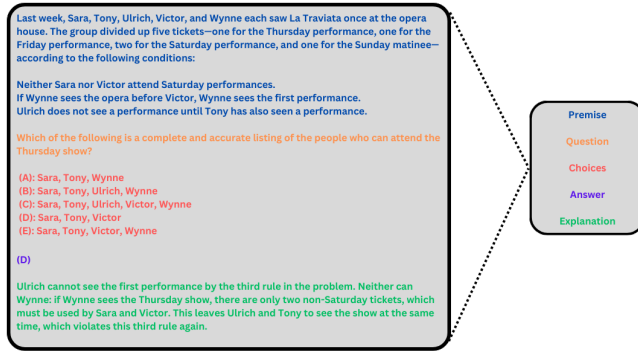 Last week, Sara, Tony, Ulrich, Victor, and Wynne each saw La Traviata once at the opera
house. The group divided up five tickets—one for the Thursday performance, one for the
Friday performance, two for the Saturday performance, and one for the Sunday matinee—
according to the following conditions:
Neither Sara nor Victor attend Saturday performances.
If Wynne sees the opera before Victor, Wynne sees the first performance.
Ulrich does not see a performance until Tony has also seen a performance.
Which of the following is a complete and accurate listing of the people who can attend the
Thursday show?
(A): Sara, Tony, Wynne
(B): Sara, Tony, Ulrich, Wynne
(C): Sara, Tony, Ulrich, Victor, Wynne
(D): Sara, Tony, Victor
(E): Sara, Tony, Victor, Wynne
(D)
Ulrich cannot see the first performance by the third rule in the problem. Neither can
Wynne: if Wynne sees the Thursday show, there are only two non-Saturday tickets, which
must be used by Sara and Victor. This leaves Ulrich and Tony to see the show at the same
time, which violates this third rule again.
Premise
Question
Choices
Answer
Explanation